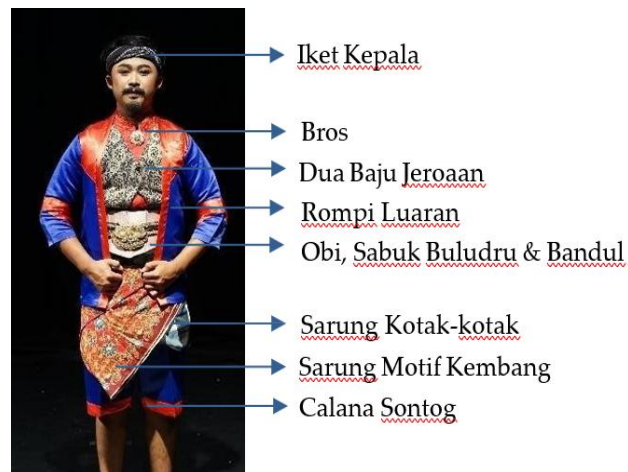 Iket Kepala
Bros
Dua Baju Jeroaan
Rompi Luaran
Obi, Sabuk Buludru & Bandul
Sarung Kotak-kotak
Sarung Motif Kembang
Calana Sontog